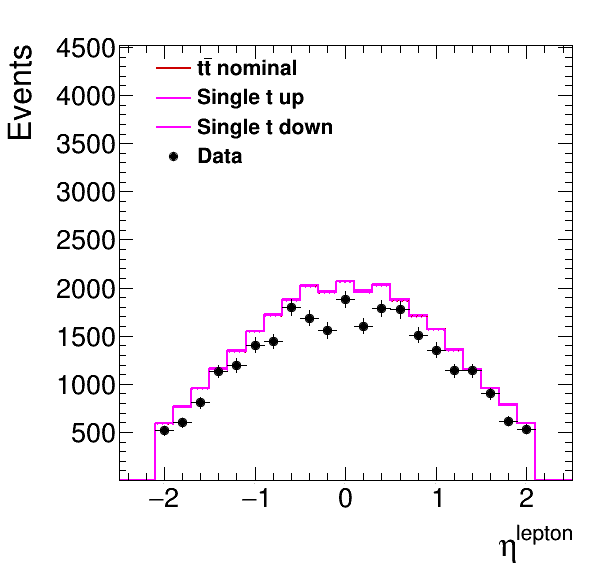 Events
4500
4000
3500
3000
2500
2000
1500
1000
500
tt̄ nominal
Single t up
Single t down
Data
−2 −1 0 1 2
η^lepton